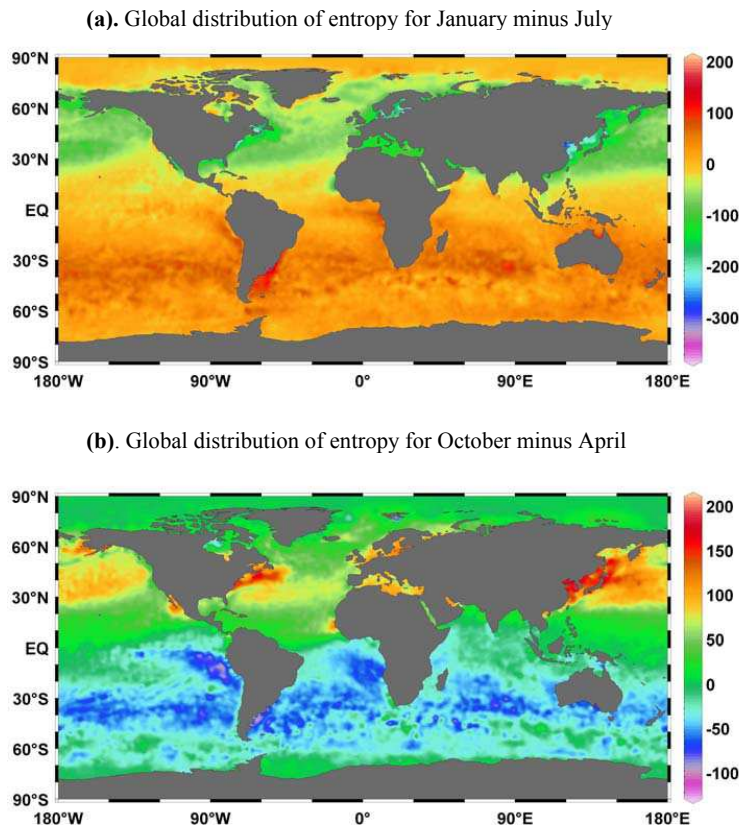 (a). Global distribution of entropy for January minus July
90°N
60°N
30°N
EQ
30°S
60°S
90°S
180°W
90°W
0°
90°E
180°E
200
100
0
-100
-200
-300
(b). Global distribution of entropy for October minus April
90°N
60°N
30°N
EQ
30°S
60°S
90°S
180°W
90°W
0°
90°E
180°E
200
150
100
50
0
-50
-100